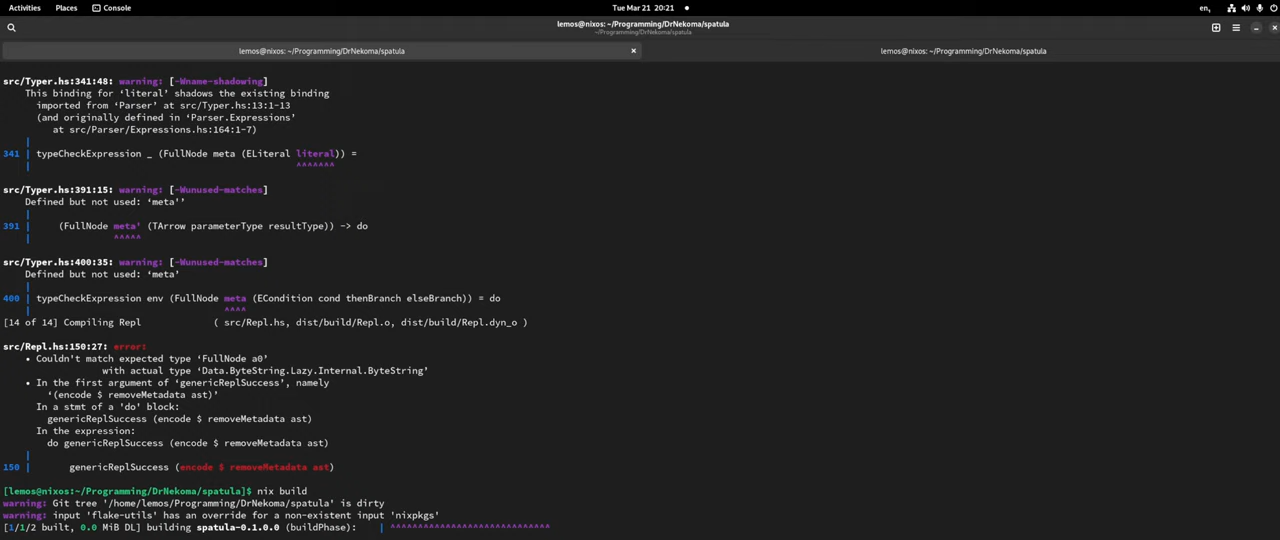 Activities Places Console Tue Mar 21 20:21 en,
lemos@nixos: ~/Programming/DrNekoma/spatula
~/Programming/DrNekoma/spatula
lemos@nixos: ~/Programming/DrNekoma/spatula lemos@nixos: ~/Programming/DrNekoma/spatula
src/Typer.hs:341:48: warning: [-Wname-shadowing]
This binding for ‘literal’ shadows the existing binding
imported from ‘Parser’ at src/Typer.hs:13:1-13
(and originally defined in ‘Parser.Expressions’
at src/Parser/Expressions.hs:164:1-7)
|
341 | typeCheckExpression _ (FullNode meta (ELiteral literal)) =
| ^^^^^^^
src/Typer.hs:391:15: warning: [-Wunused-matches]
Defined but not used: ‘meta'’
|
391 | (FullNode meta' (TArrow parameterType resultType)) -> do
| ^^^^^
src/Typer.hs:400:35: warning: [-Wunused-matches]
Defined but not used: ‘meta’
|
400 | typeCheckExpression env (FullNode meta (ECondition cond thenBranch elseBranch)) = do
| ^^^^
[14 of 14] Compiling Repl ( src/Repl.hs, dist/build/Repl.o, dist/build/Repl.dyn_o )
src/Repl.hs:150:27: error:
• Couldn't match expected type ‘FullNode a0’
with actual type ‘Data.ByteString.Lazy.Internal.ByteString’
• In the first argument of ‘genericReplSuccess’, namely
‘(encode $ removeMetadata ast)’
In a stmt of a 'do' block:
genericReplSuccess (encode $ removeMetadata ast)
In the expression:
do genericReplSuccess (encode $ removeMetadata ast)
|
150 | genericReplSuccess (encode $ removeMetadata ast)
[lemos@nixos:~/Programming/DrNekoma/spatula]$ nix build
warning: Git tree '/home/lemos/Programming/DrNekoma/spatula' is dirty
warning: input 'flake-utils' has an override for a non-existent input 'nixpkgs'
[1/1/2 built, 0.0 MiB DL] building spatula-0.1.0.0 (buildPhase): | ^^^^^^^^^^^^^^^^^^^^^^^^^^^^^